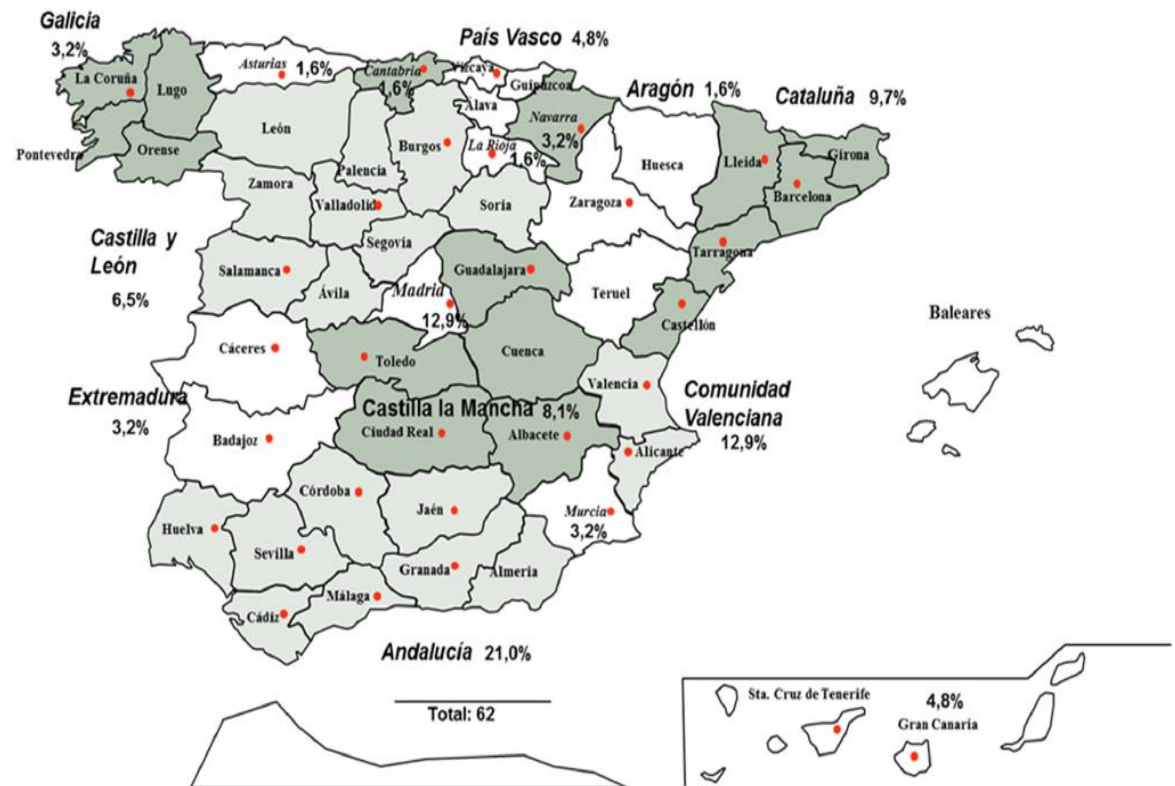 Galicia
3,2%
País Vasco 4,8%
Asturias
1,6%
Cantabria
1,6%
Vizcaya
Guipúzcoa
Álava
Aragón 1,6%
Cataluña 9,7%
La Coruña
Lugo
Pontevedra
Orense
León
Palencia
Burgos
La Rioja
1,6%
Navarra
3,2%
Huesca
Lleida
Girona
Barcelona
Zamora
Valladolid
Soria
Zaragoza
Tarragona
Segovia
Castilla y
León
6,5%
Salamanca
Ávila
Madrid
12,9%
Guadalajara
Teruel
Castellón
Baleares
Cáceres
Toledo
Cuenca
Valencia
Comunidad
Valenciana
12,9%
Extremadura
3,2%
Badajoz
Castilla la Mancha 8,1%
Ciudad Real
Albacete
Alicante
Córdoba
Jaén
Murcia
3,2%
Huelva
Sevilla
Granada
Almería
Cádiz
Málaga
Andalucía 21,0%
Total: 62
Sta. Cruz de Tenerife
4,8%
Gran Canaria